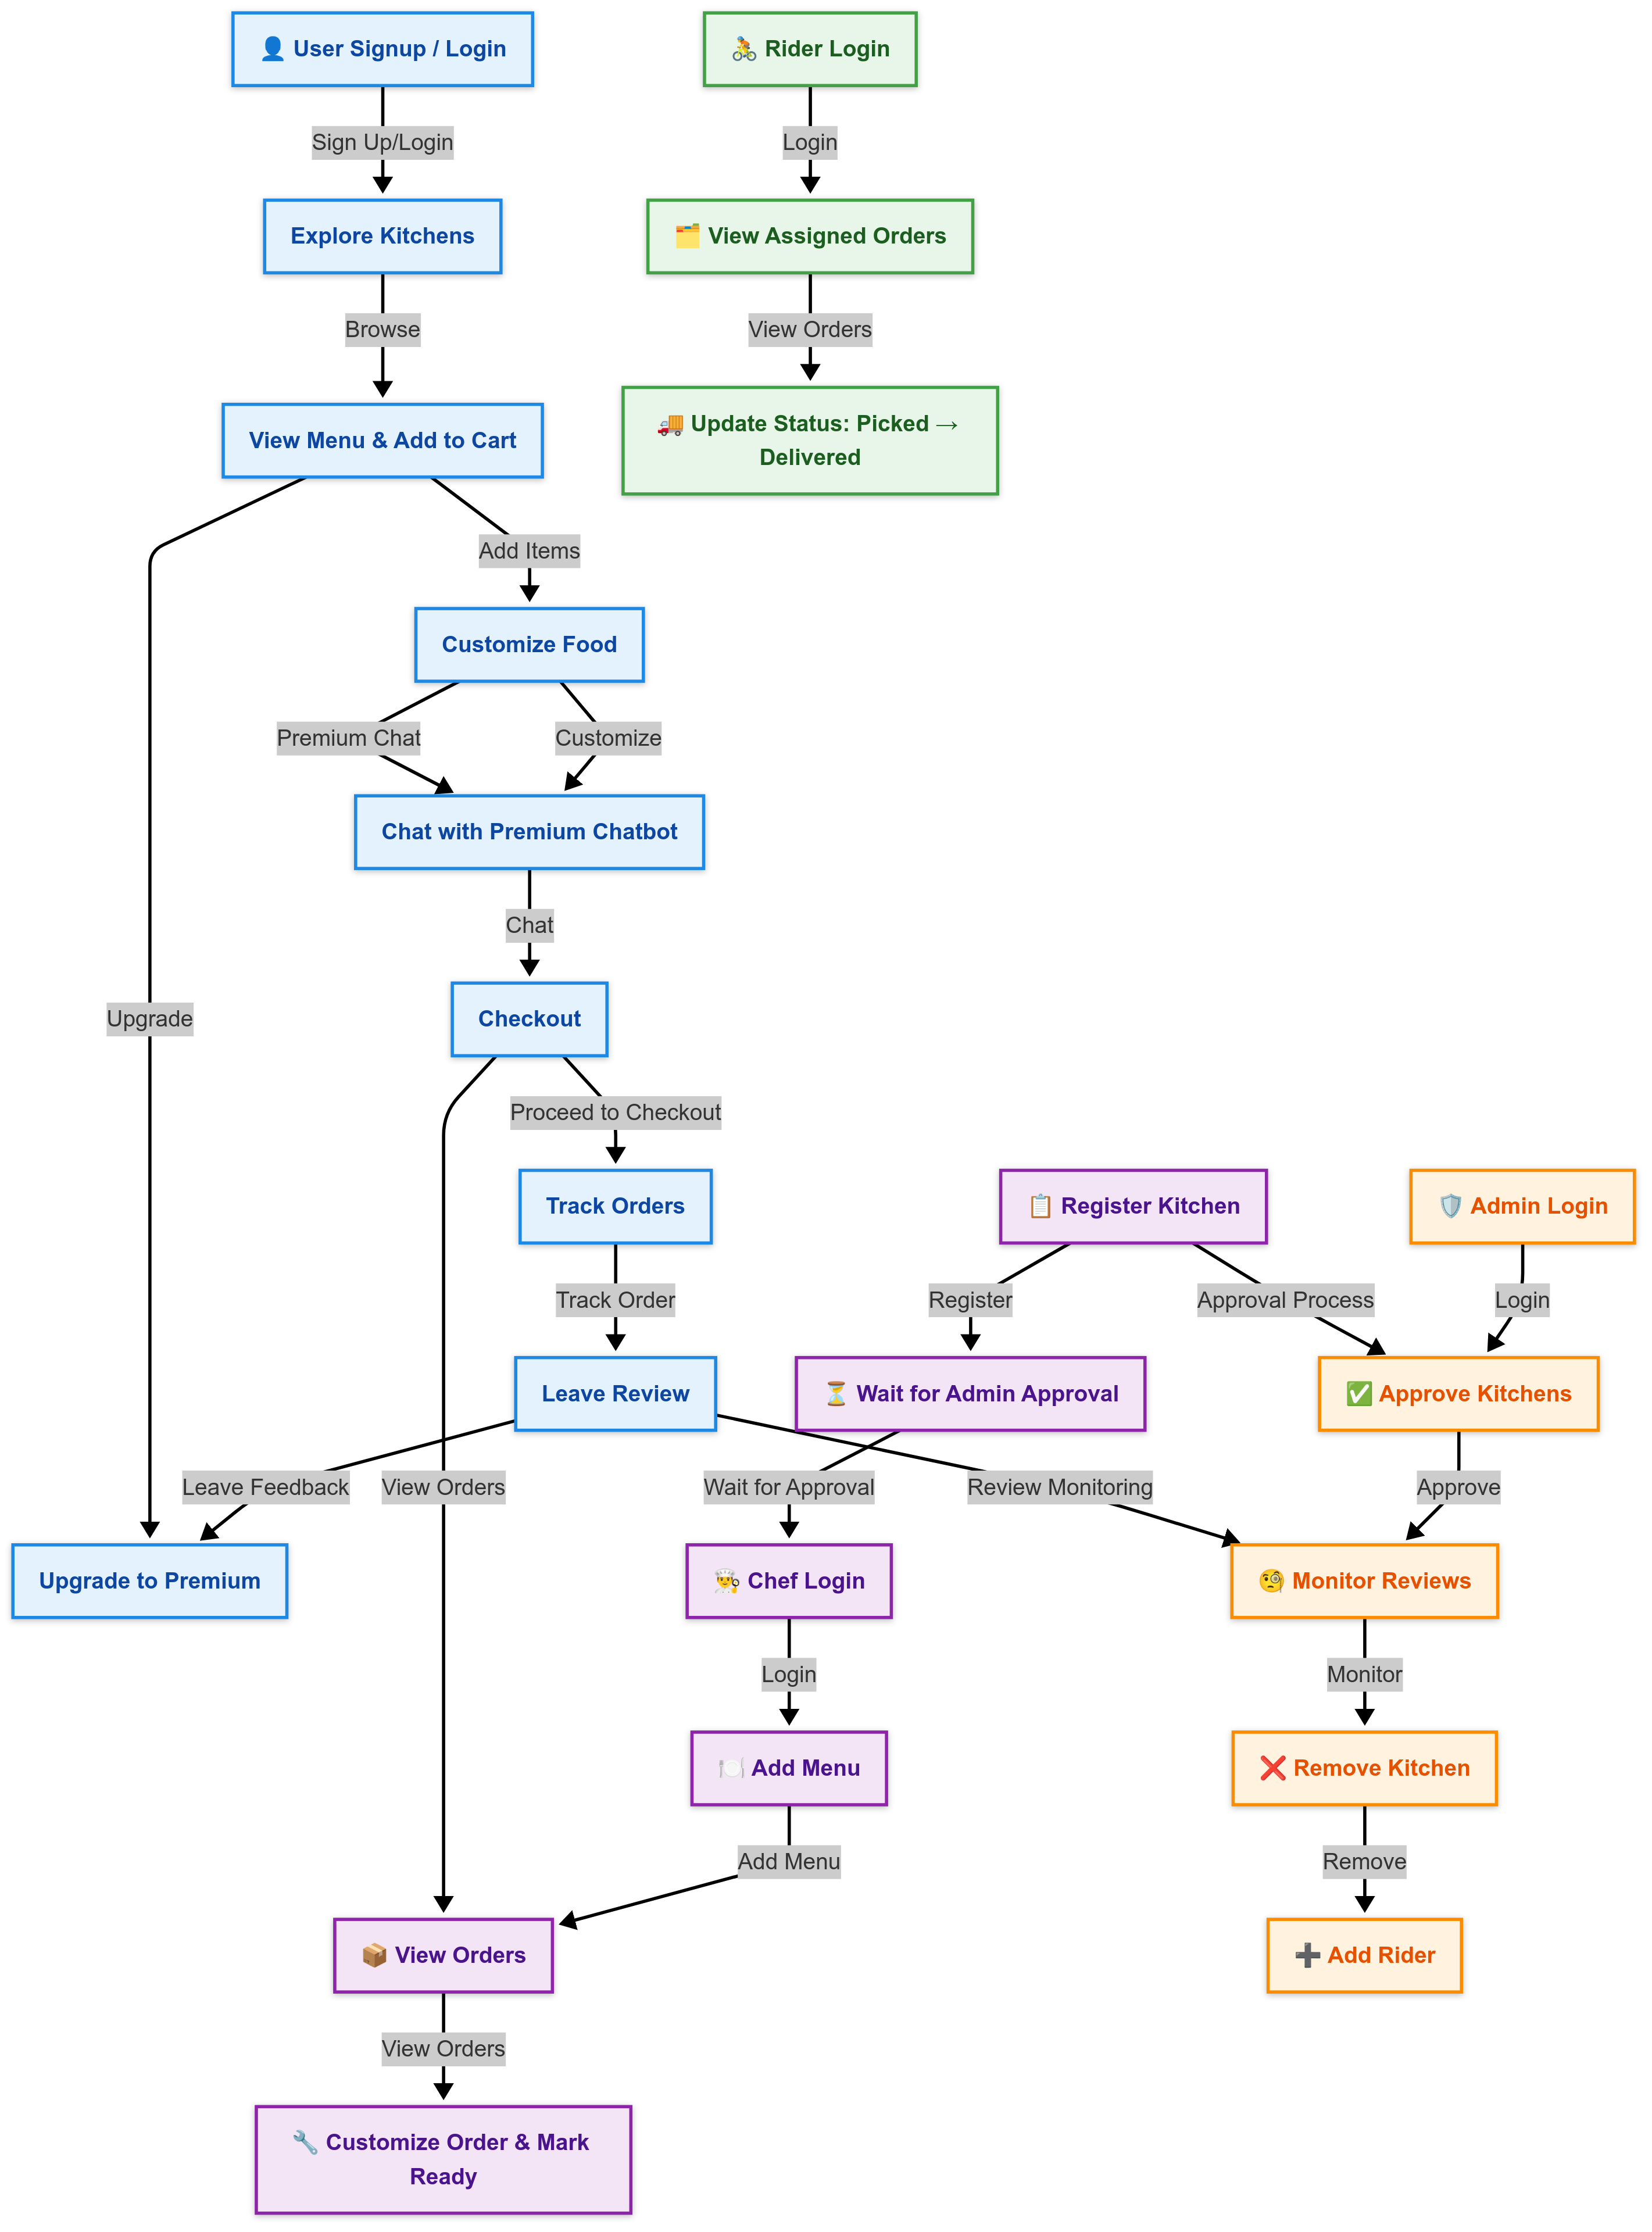 👤 User Signup / Login
🚴 Rider Login
Sign Up/Login
Login
Explore Kitchens
🗂️ View Assigned Orders
Browse
View Orders
View Menu & Add to Cart
🚚 Update Status: Picked →
Delivered
Add Items
Customize Food
Premium Chat
Customize
Chat with Premium Chatbot
Chat
Upgrade
Checkout
Proceed to Checkout
Track Orders
📋 Register Kitchen
🛡️ Admin Login
Track Order
Register
Approval Process
Login
Leave Review
⏳ Wait for Admin Approval
✅ Approve Kitchens
Leave Feedback
View Orders
Wait for Approval
Review Monitoring
Approve
Upgrade to Premium
👨‍🍳 Chef Login
🧐 Monitor Reviews
Login
Monitor
🍽️ Add Menu
❌ Remove Kitchen
Add Menu
Remove
📦 View Orders
➕ Add Rider
View Orders
🔧 Customize Order & Mark
Ready